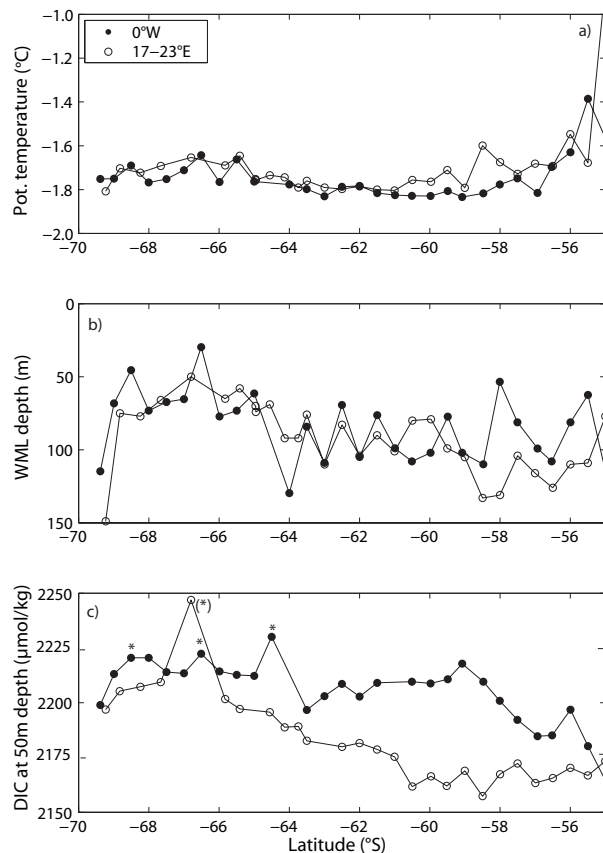 −1.0
0°W
17−23°E
a)
−1.2
−1.4
−1.6
−1.8
−2.0
Pot. temperature (°C)
−70 −68 −66 −64 −62 −60 −58 −56
0
b)
50
100
150
WML depth (m)
−70 −68 −66 −64 −62 −60 −58 −56
2250
c)
(*)
*
*
*
2225
2200
2175
2150
DIC at 50m depth (µmol/kg)
−70 −68 −66 −64 −62 −60 −58 −56
Latitude (°S)